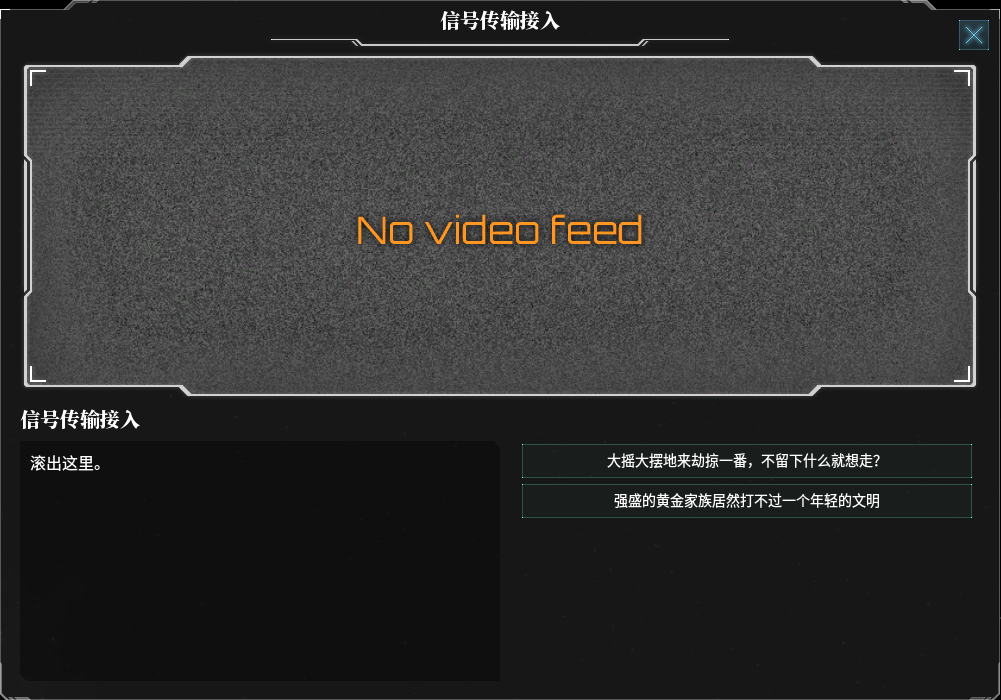 信号传输接入
No video feed
信号传输接入
滚出这里。
大摇大摆地来劫掠一番，不留下什么就想走？
强盛的黄金家族居然打不过一个年轻的文明